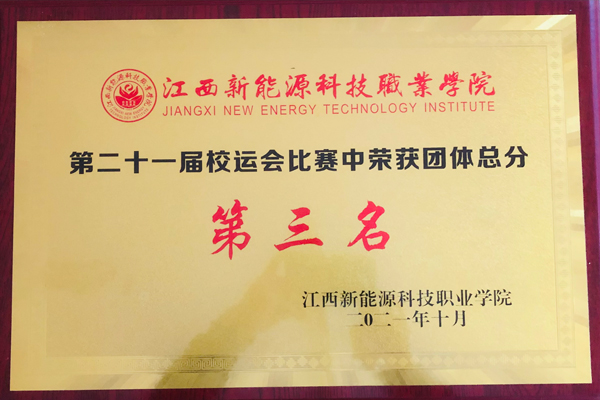 江西新能源科技職業學院
JIANGXI NEW ENERGY TECHNOLOGY INSTITUTE
第二十一届校运会比赛中荣获团体总分
第三名
江西新能源科技职业学院
二〇二一年十月